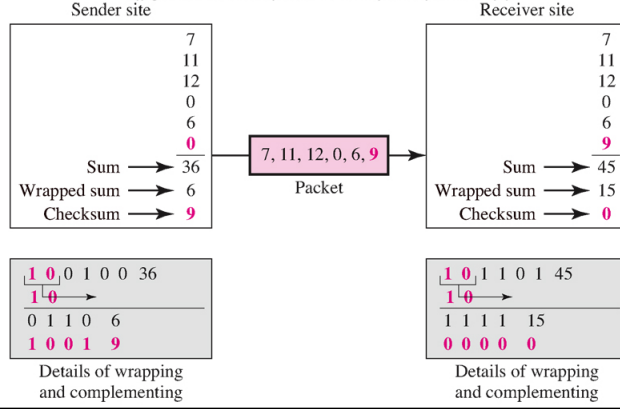 Sender site
7
11
12
0
6
0
Sum 36
Wrapped sum 6
Checksum 9
7, 11, 12, 0, 6, 9
Packet
Receiver site
7
11
12
0
6
9
Sum 45
Wrapped sum 15
Checksum 0
1 0 0 1 0 0 36
1 0
0 1 1 0 6
1 0 0 1 9
Details of wrapping
and complementing
1 0 1 1 0 1 45
1 0
1 1 1 1 15
0 0 0 0 0
Details of wrapping
and complementing